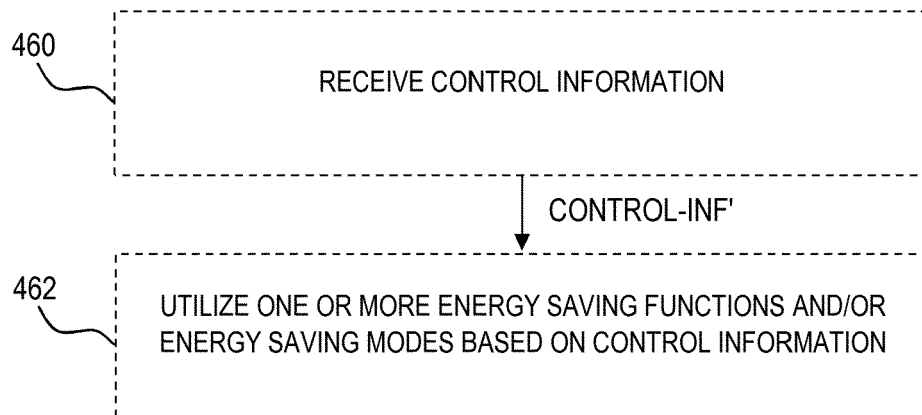 460
RECEIVE CONTROL INFORMATION
CONTROL-INF'
462
UTILIZE ONE OR MORE ENERGY SAVING FUNCTIONS AND/OR
ENERGY SAVING MODES BASED ON CONTROL INFORMATION